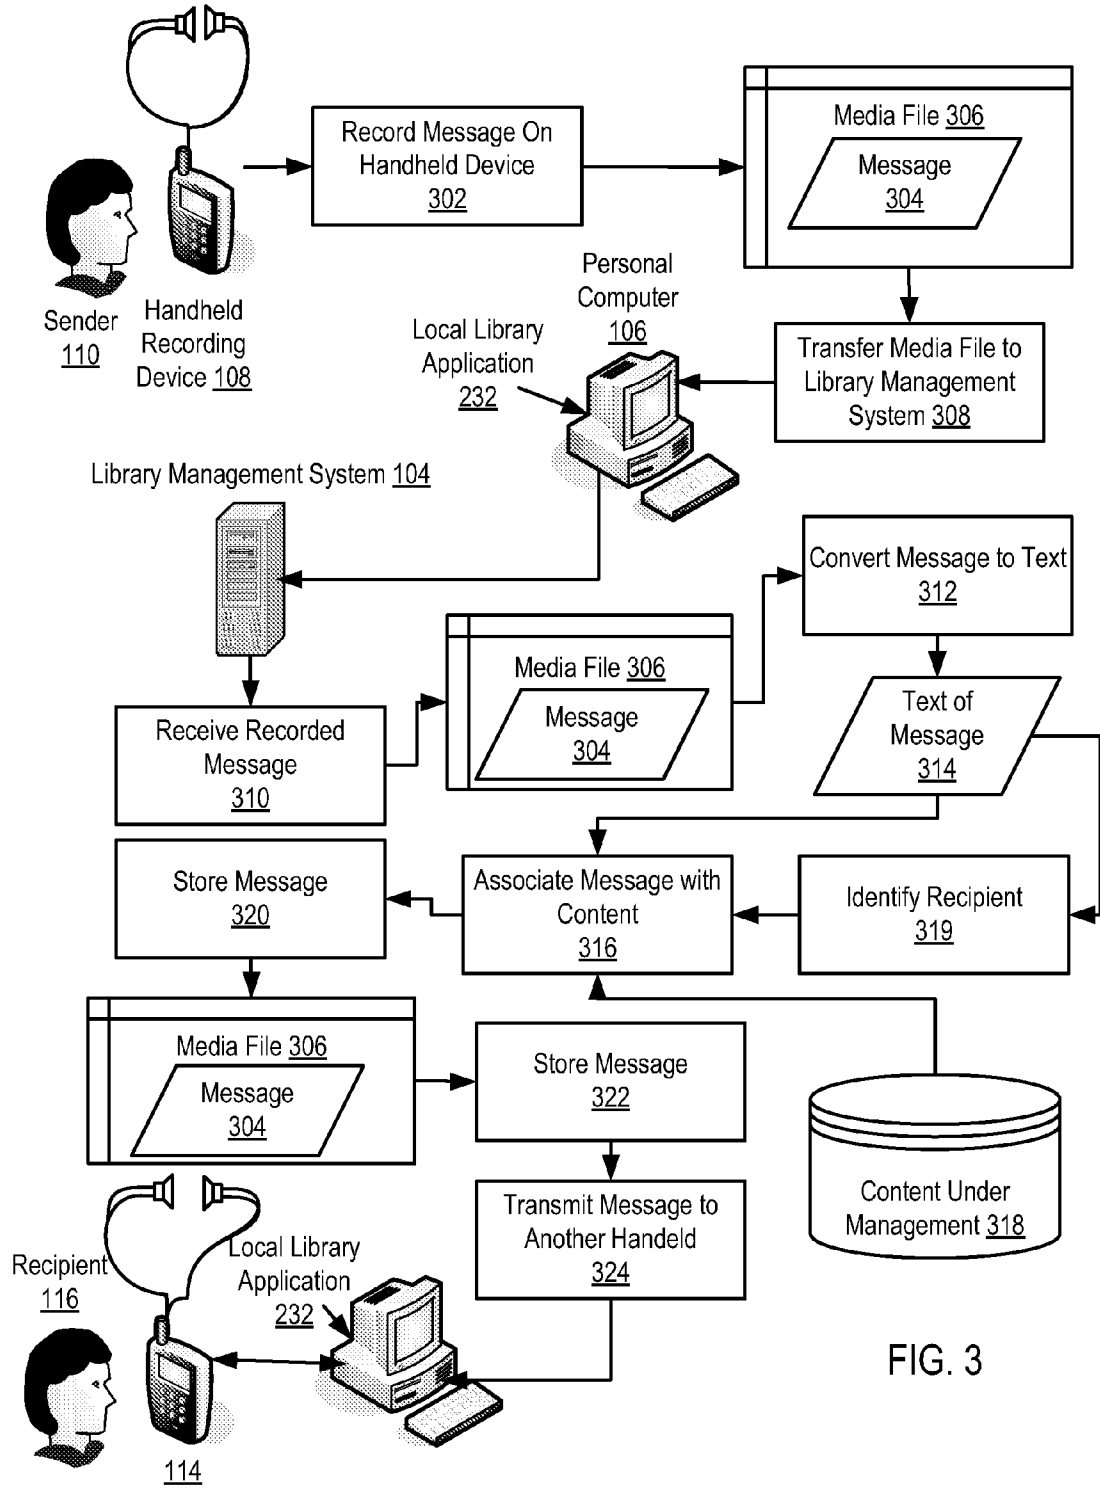 Record Message On
Handheld Device
302
Media File 306
Message
304
Sender
110
Handheld
Recording
Device 108
Personal
Computer
106
Local Library
Application
232
Transfer Media File to
Library Management
System 308
Library Management System 104
Convert Message to Text
312
Media File 306
Message
304
Receive Recorded
Message
310
Text of
Message
314
Store Message
320
Associate Message with
Content
316
Identify Recipient
319
Media File 306
Message
304
Store Message
322
Content Under
Management 318
Transmit Message to
Another Handeld
324
Recipient
116
Local Library
Application
232
114
FIG. 3